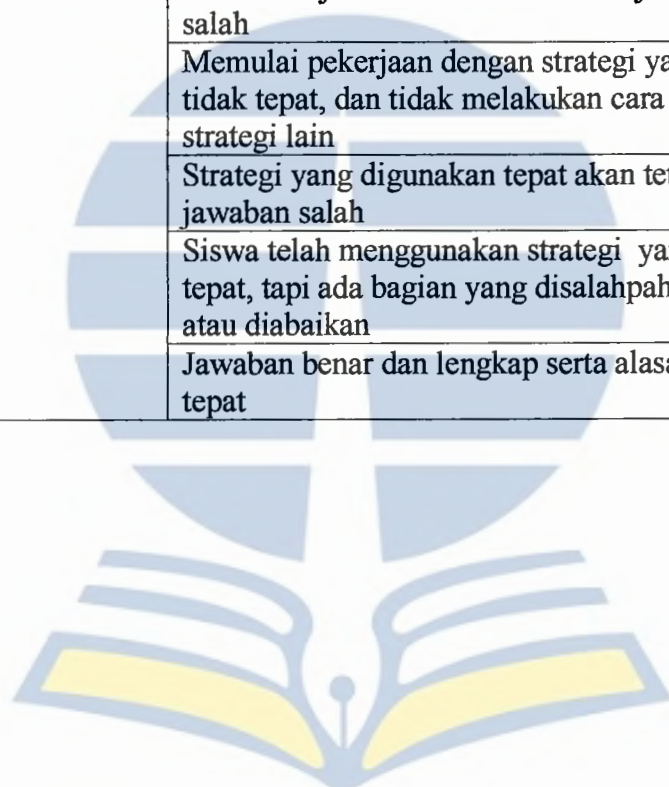 salah
Memulai pekerjaan dengan strategi
tidak tepat, dan tidak melakukan cara
strategi lain
Strategi yang digunakan tepat akan
jawaban salah
Siswa telah menggunakan strategi
tepat, tapi ada bagian yang
atau diabaikan
Jawaban benar dan lengkap serta
tepat